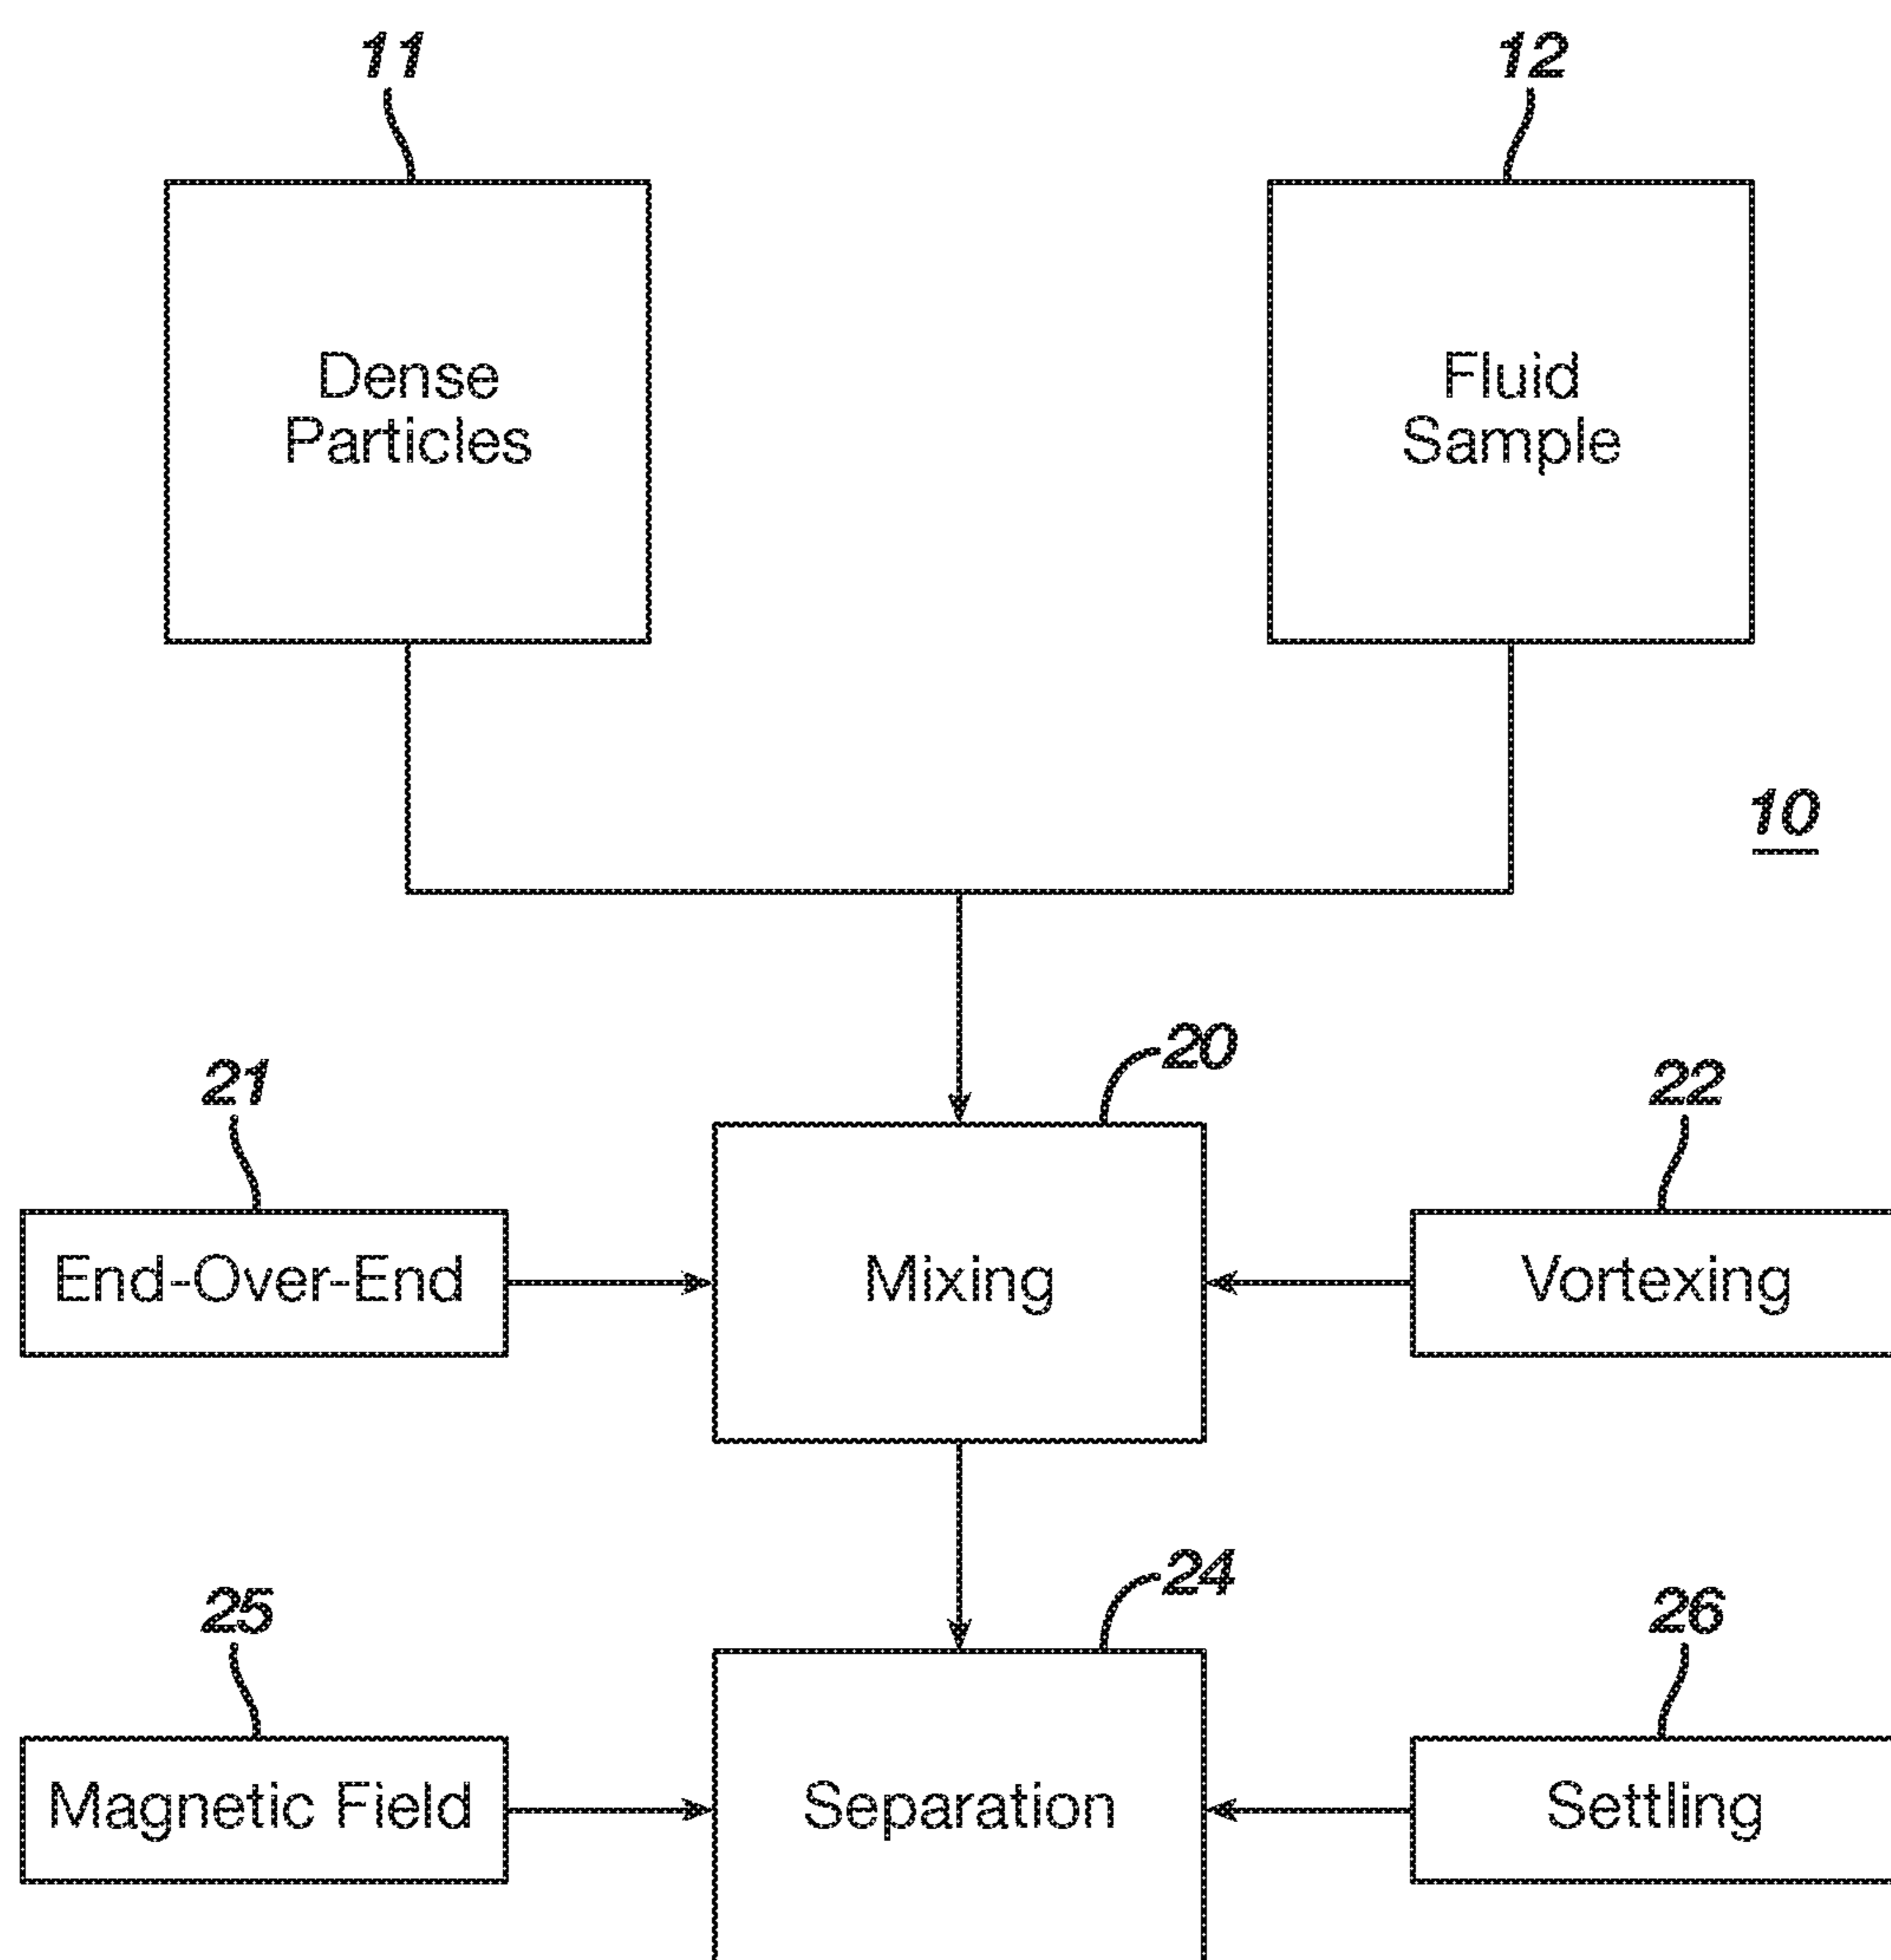 11
12
Dense
Particles
Fluid
Sample
10
20
21
22
End-Over-End
Mixing
Vortexing
24
25
26
Magnetic Field
Separation
Settling